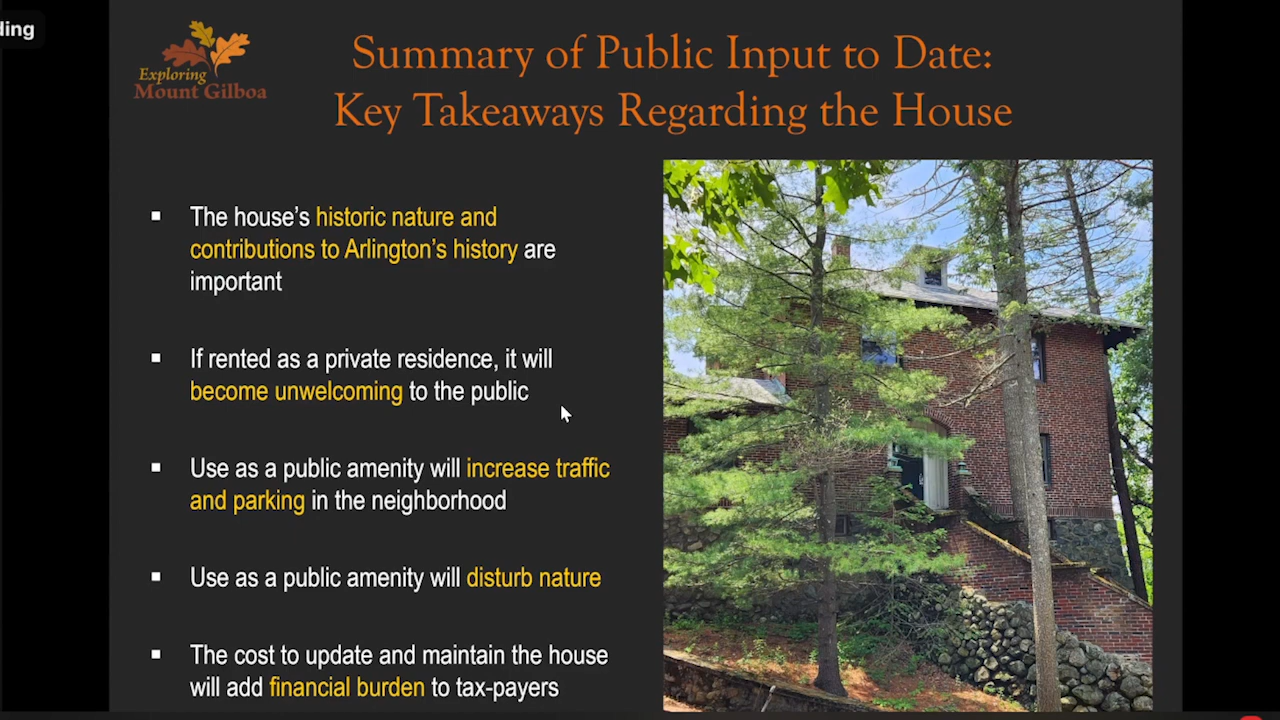 ding
Exploring
Mount Gilboa
Summary of Public Input to Date:
Key Takeaways Regarding the House
The house's historic nature and
contributions to Arlington's history are
important
If rented as a private residence, it will
become unwelcoming to the public
Use as a public amenity will increase traffic
and parking in the neighborhood
Use as a public amenity will disturb nature
The cost to update and maintain the house
will add financial burden to tax-payers